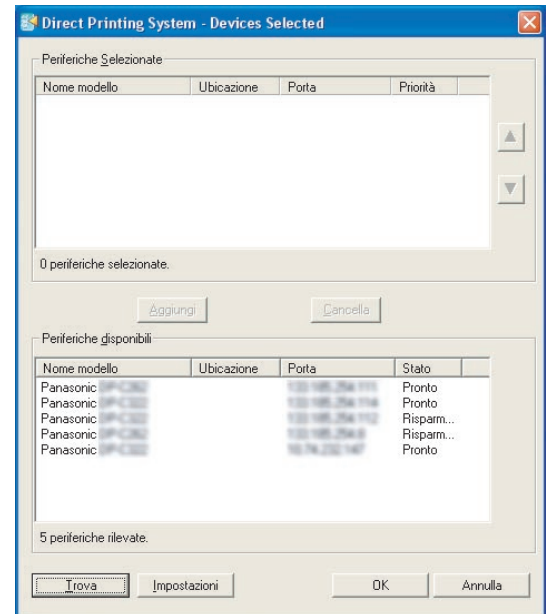 Direct Printing System - Devices Selected
Periferiche Selezionate
Nome modello Ubicazione Porta Priorità
0 periferiche selezionate.
Aggiungi Cancella
Periferiche disponibili
Nome modello Ubicazione Porta Stato
Panasonic Pronto
Panasonic Pronto
Panasonic Risparm...
Panasonic Risparm...
Panasonic Pronto
5 periferiche rilevate.
Trova Impostazioni OK Annulla